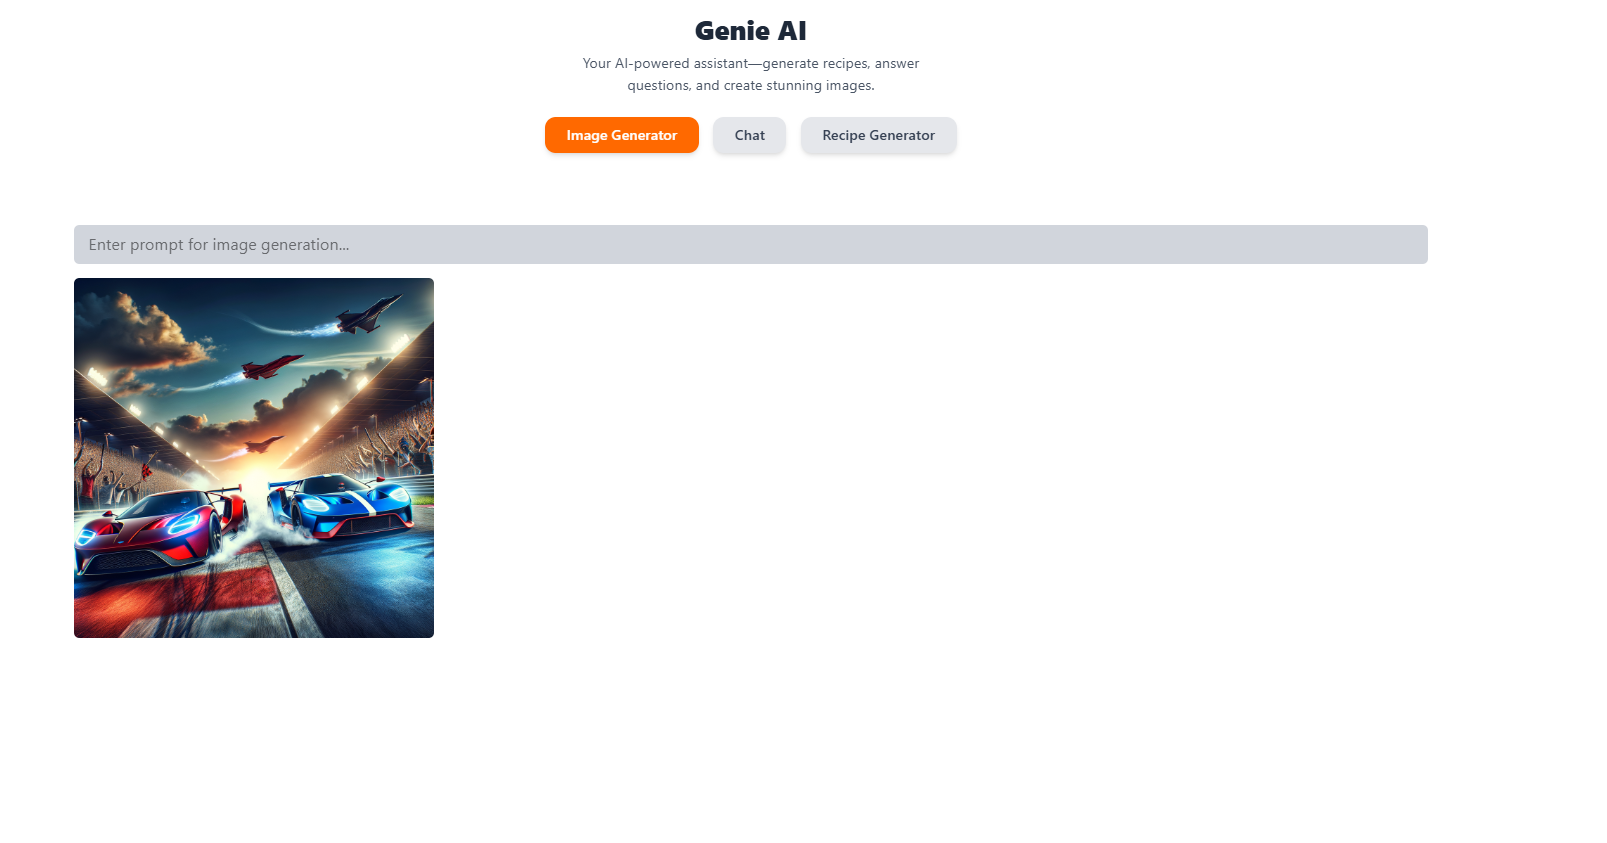 Genie AI
Your AI-powered assistant—generate recipes, answer
questions, and create stunning images.
Image Generator
Chat
Recipe Generator
Enter prompt for image generation...